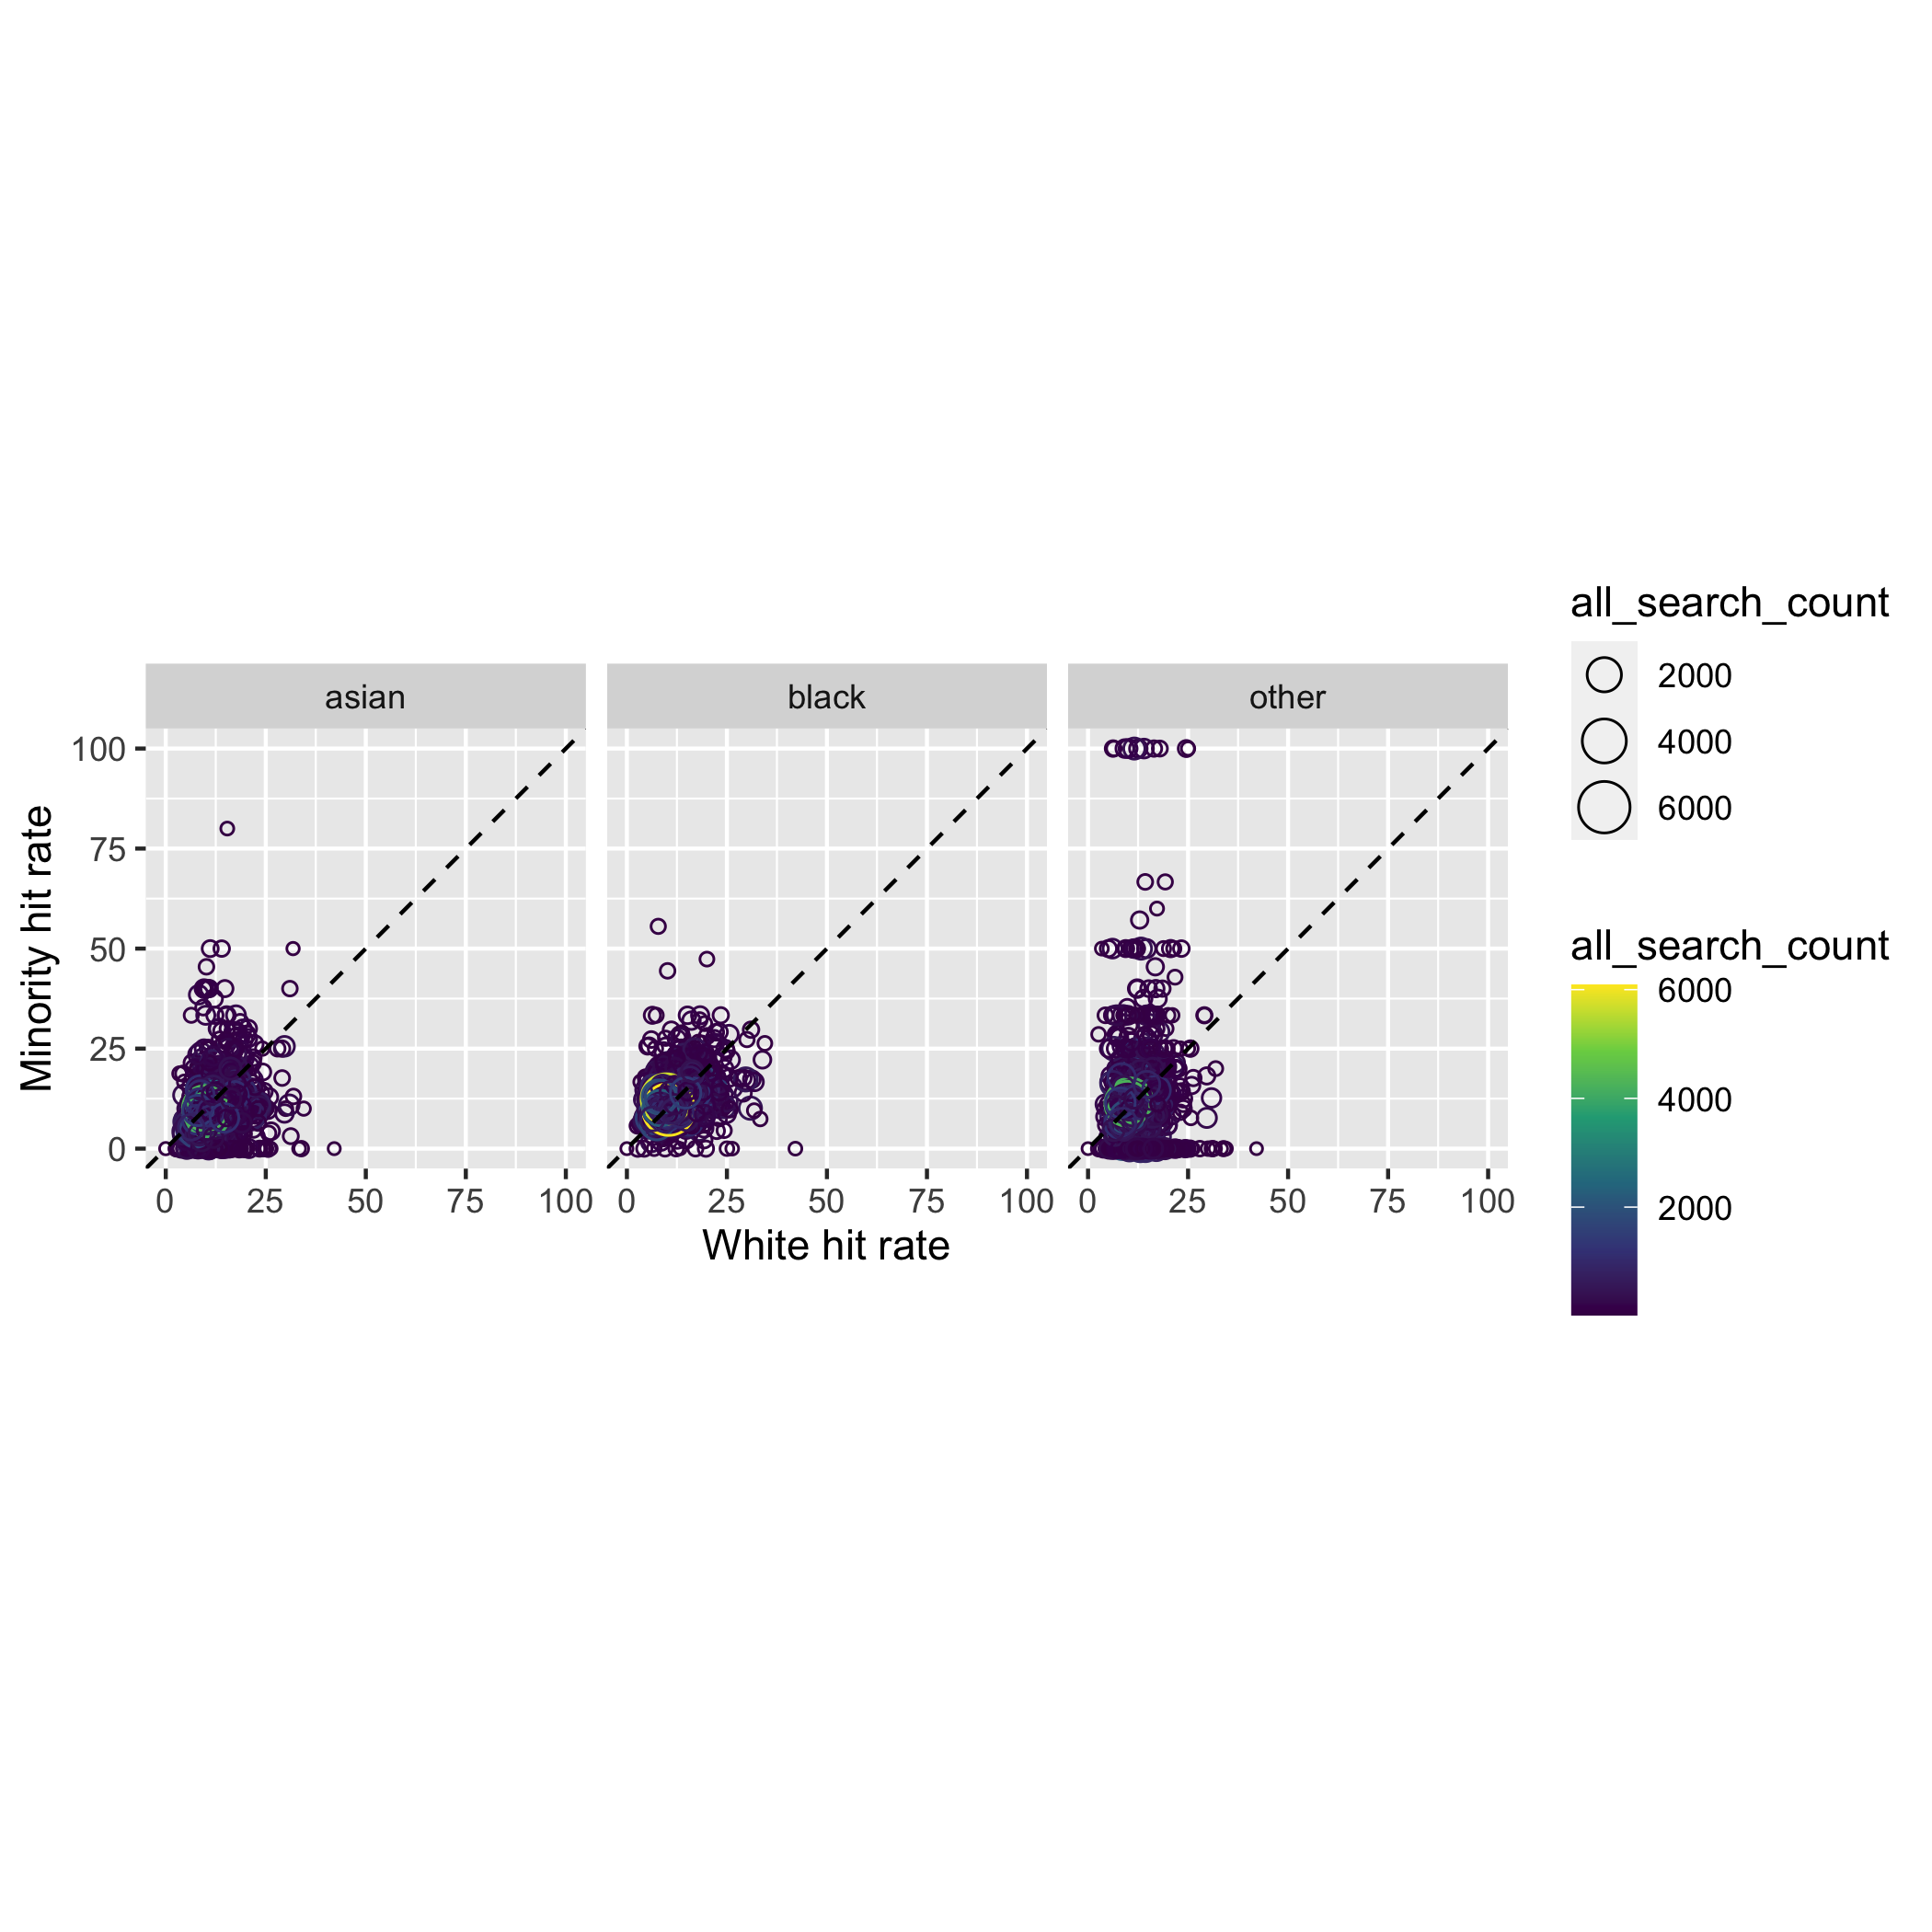 asian
black
other
100
75
50
25
0
Minority hit rate
0 25 50 75 100
0 25 50 75 100
0 25 50 75 100
White hit rate
all_search_count
2000
4000
6000
all_search_count
6000
4000
2000